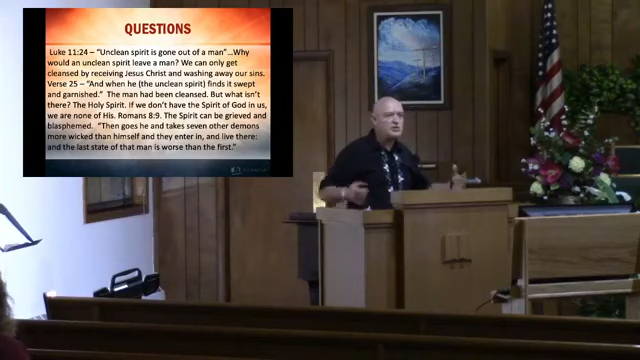 QUESTIONS
Luke 11:24 – "Unclean spirit is gone out of a man"...Why
would an unclean spirit leave a man? We can only get
cleansed by receiving Jesus Christ and washing away our sins.
Verse 25 – "And when he (the unclean spirit) finds it swept
and garnished." The man had been cleansed. But what isn't
there? The Holy Spirit. If we don't have the Spirit of God in us,
we are none of His. Romans 8:9. The Spirit can be grieved and
blasphemed. "Then goes he and takes seven other demons
more wicked than himself and they enter in, and live there:
and the last state of that man is worse than the first."